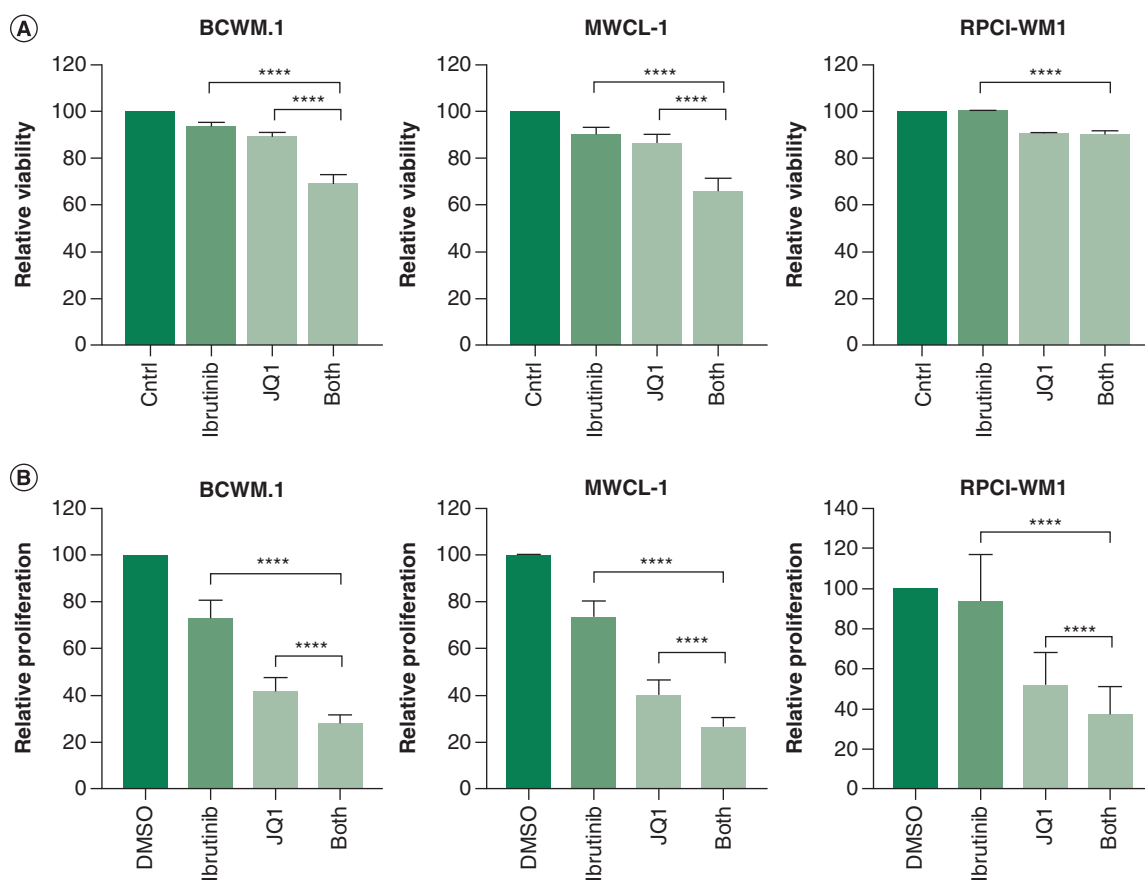 A
BCWM.1
120
100
80
60
40
20
0
Relative viability
****
****
Cntrl
Ibrutinib
JQ1
Both
MWCL-1
120
100
80
60
40
20
0
Relative viability
****
****
Cntrl
Ibrutinib
JQ1
Both
RPCI-WM1
120
100
80
60
40
20
0
Relative viability
****
Cntrl
Ibrutinib
JQ1
Both
B
BCWM.1
120
100
80
60
40
20
0
Relative proliferation
****
****
DMSO
Ibrutinib
JQ1
Both
MWCL-1
120
100
80
60
40
20
0
Relative proliferation
****
****
DMSO
Ibrutinib
JQ1
Both
RPCI-WM1
140
120
100
80
60
40
20
0
Relative proliferation
****
****
DMSO
Ibrutinib
JQ1
Both